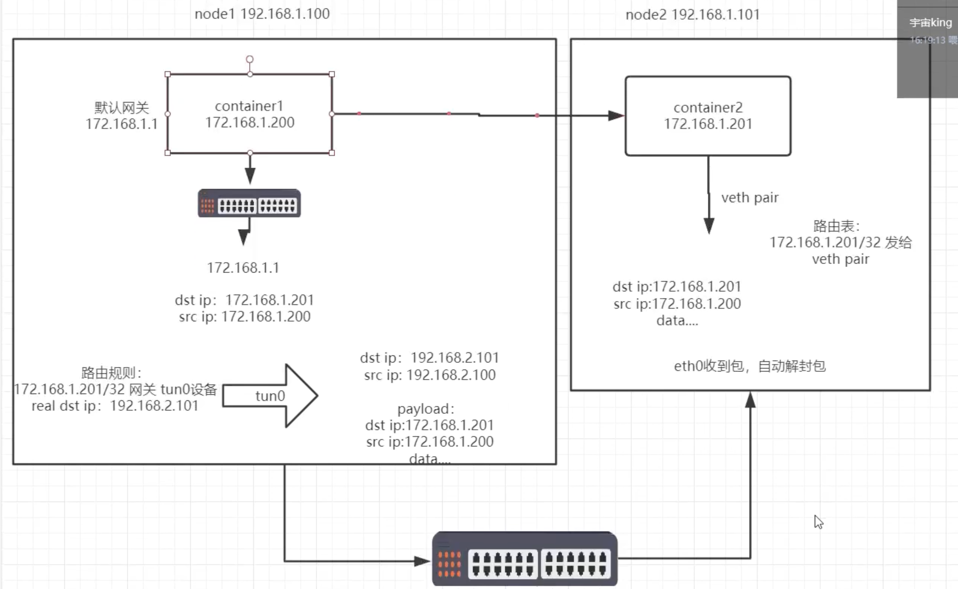 node1 192.168.1.100
node2 192.168.1.101
宇宙king
16:19:13 嗯
默认网关
172.168.1.1
container1
172.168.1.200
container2
172.168.1.201
veth pair
路由表：
172.168.1.201/32 发给
veth pair
172.168.1.1
dst ip：172.168.1.201
src ip: 172.168.1.200
dst ip:172.168.1.201
src ip:172.168.1.200
data....
eth0收到包，自动解封包
路由规则：
172.168.1.201/32 网关 tun0设备
real dst ip：192.168.2.101
tun0
dst ip：192.168.2.101
src ip: 192.168.2.100
payload：
dst ip:172.168.1.201
src ip:172.168.1.200
data....